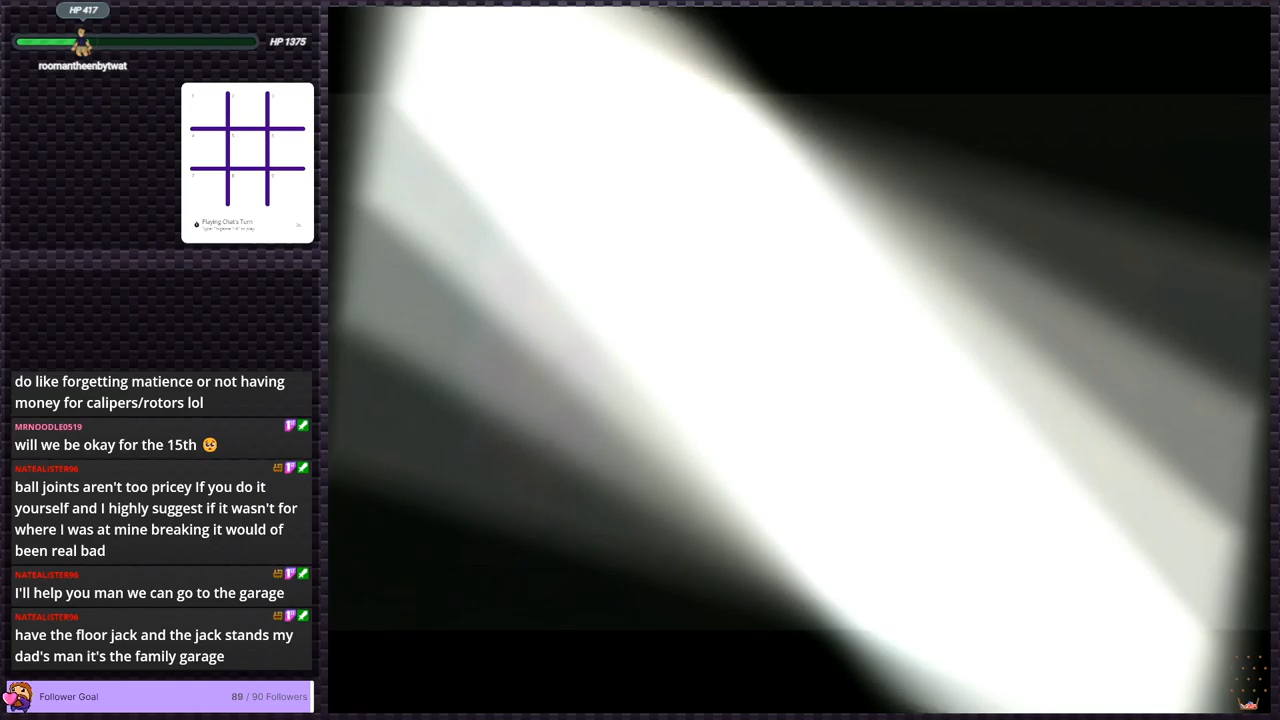 HP 417
HP 1375
roomantheenbytwat
Playing Chat's Turn
do like forgetting matience or not having
money for calipers/rotors lol
MRNOODLE0519
will we be okay for the 15th 🥺
NATEALISTER96
ball joints aren't too pricey If you do it
yourself and I highly suggest if it wasn't for
where I was at mine breaking it would of
been real bad
NATEALISTER96
I'll help you man we can go to the garage
NATEALISTER96
have the floor jack and the jack stands my
dad's man it's the family garage
Follower Goal
89 / 90 Followers